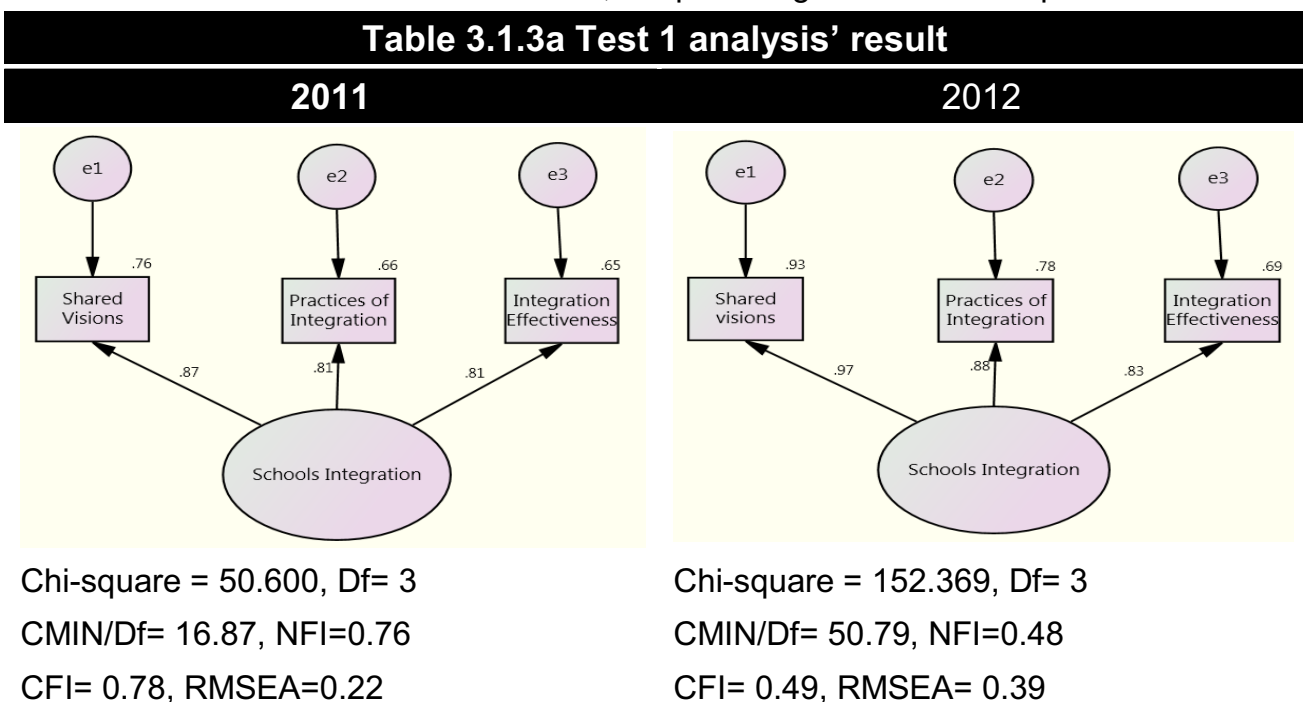 Table 3.1.3a Test 1 analysis’ result
2011
2012
e1
e2
e3
.76
.66
.65
Shared
Visions
Practices of
Integration
Integration
Effectiveness
.87
.81
.81
Schools Integration
e1
e2
e3
.93
.78
.69
Shared
visions
Practices of
Integration
Integration
Effectiveness
.97
.88
.83
Schools Integration
Chi-square = 50.600, Df= 3
CMIN/Df= 16.87, NFI=0.76
CFI= 0.78, RMSEA=0.22
Chi-square = 152.369, Df= 3
CMIN/Df= 50.79, NFI=0.48
CFI= 0.49, RMSEA= 0.39